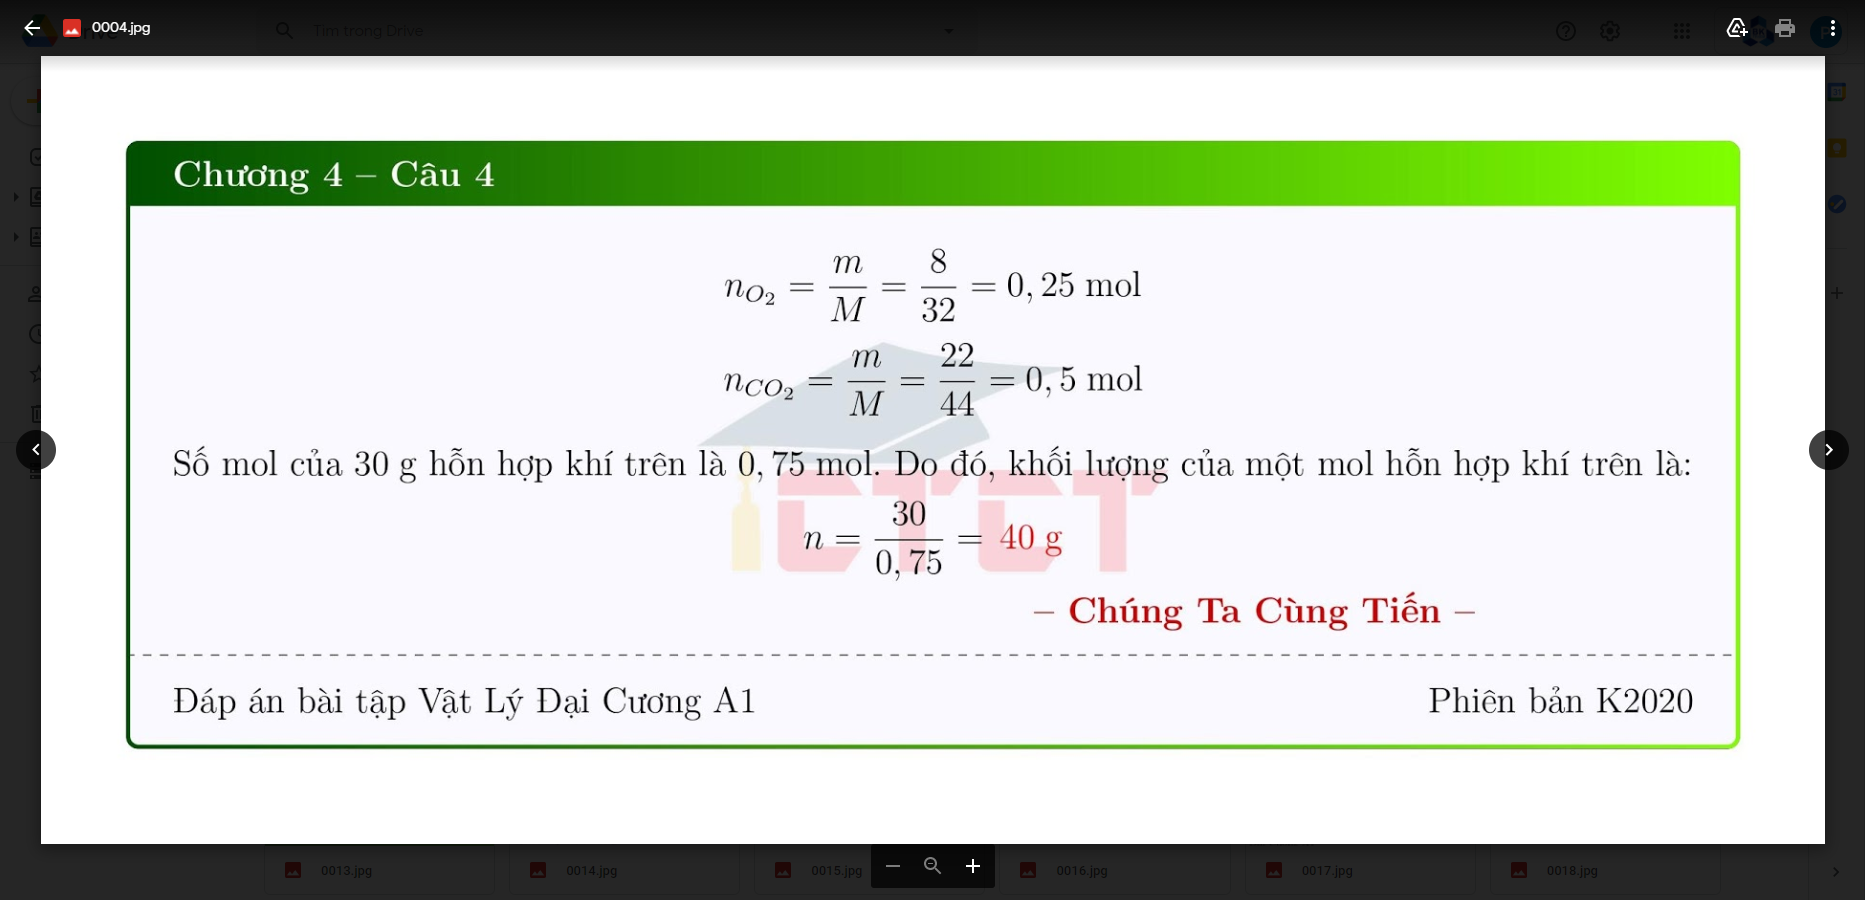 0004.jpg
Tìm trong Drive
Chương 4 – Câu 4
n_{O_2} = \frac{m}{M} = \frac{8}{32} = 0,25 mol
n_{CO_2} = \frac{m}{M} = \frac{22}{44} = 0,5 mol
Số mol của 30 g hỗn hợp khí trên là 0,75 mol. Do đó, khối lượng của một mol hỗn hợp khí trên là:
n = \frac{30}{0,75} = 40 g
CTCT
– Chúng Ta Cùng Tiến –
Đáp án bài tập Vật Lý Đại Cương A1 Phiên bản K2020
0013.jpg 0014.jpg 0015.jpg 0016.jpg 0017.jpg 0018.jpg